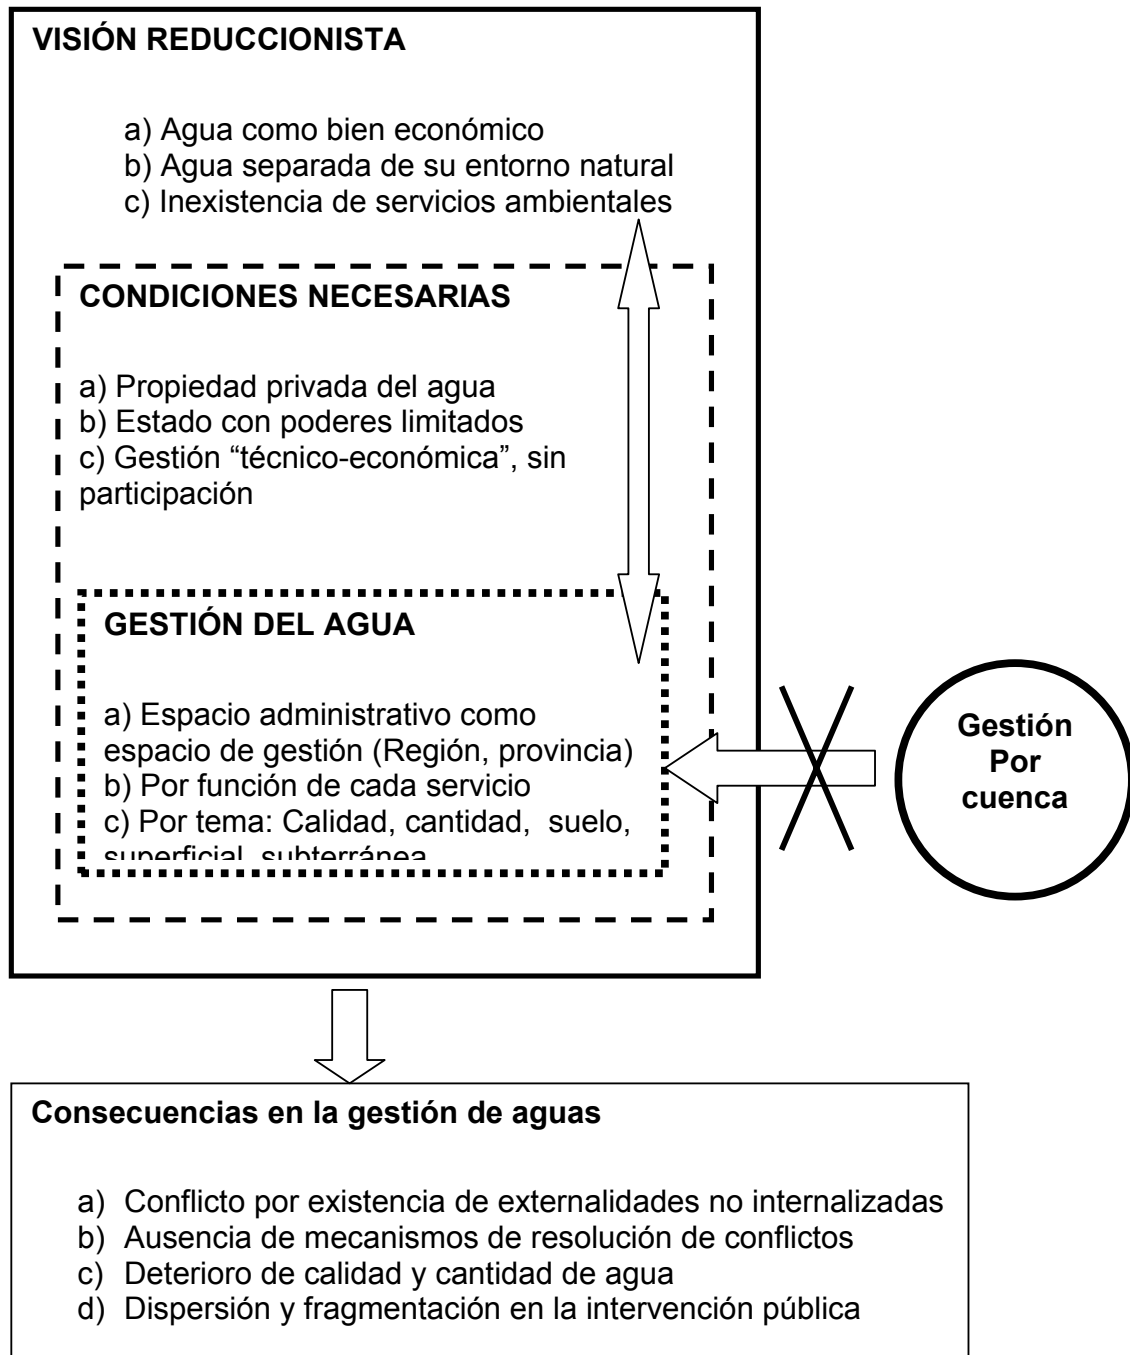 VISIÓN REDUCCIONISTA
a) Agua como bien económico
b) Agua separada de su entorno natural
c) Inexistencia de servicios ambientales
CONDICIONES NECESARIAS
a) Propiedad privada del agua
b) Estado con poderes limitados
c) Gestión “técnico-económica”, sin
participación
GESTIÓN DEL AGUA
a) Espacio administrativo como
espacio de gestión (Región, provincia)
b) Por función de cada servicio
c) Por tema: Calidad, cantidad, suelo,
superficial, subterránea
Gestión
Por
cuenca
Consecuencias en la gestión de aguas
a) Conflicto por existencia de externalidades no internalizadas
b) Ausencia de mecanismos de resolución de conflictos
c) Deterioro de calidad y cantidad de agua
d) Dispersión y fragmentación en la intervención pública